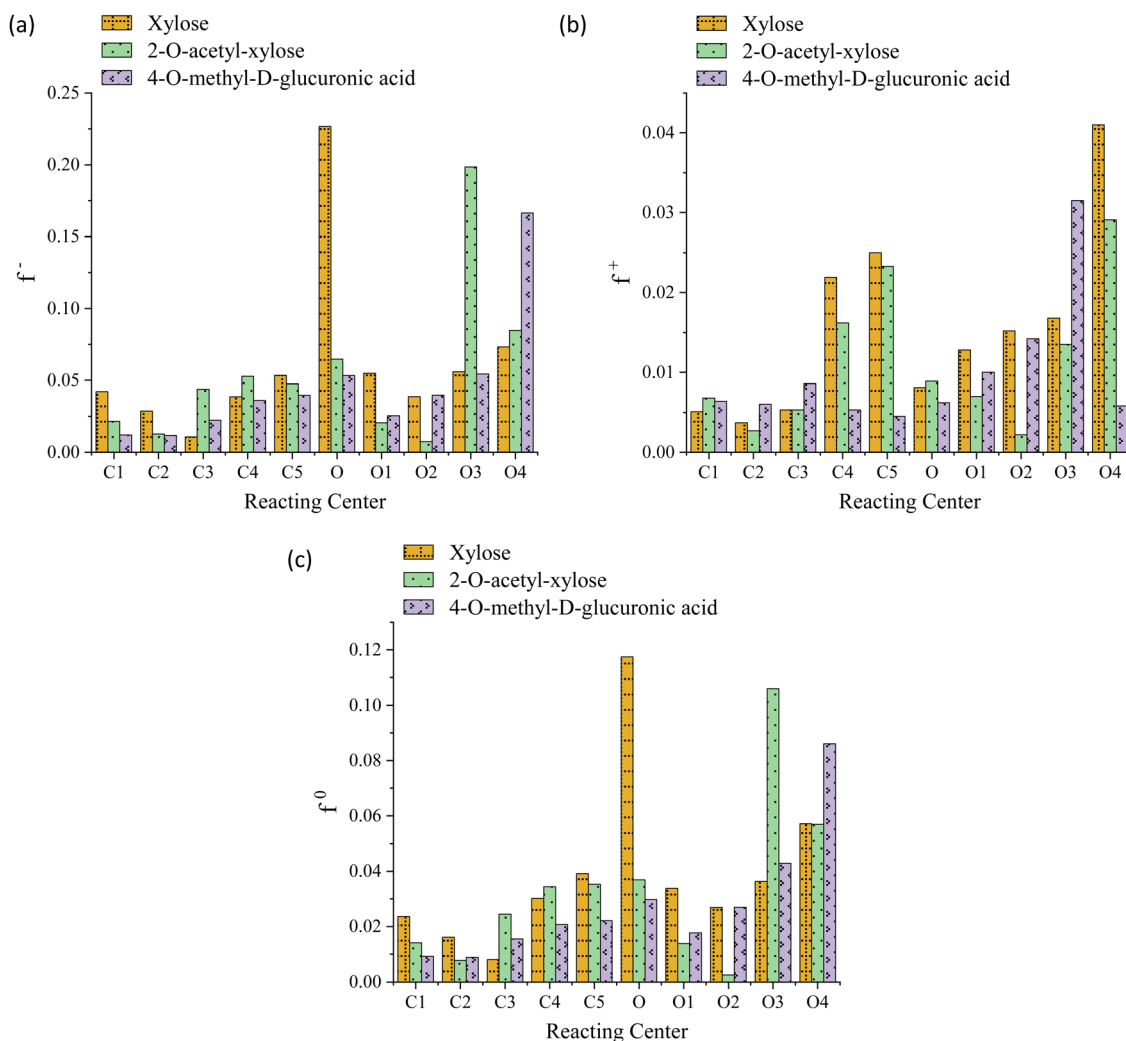 (a)
Xylose
2-O-acetyl-xylose
4-O-methyl-D-glucuronic acid
0.25
0.20
0.15
0.10
0.05
0.00
f -
C1 C2 C3 C4 C5 O O1 O2 O3 O4
Reacting Center
(b)
Xylose
2-O-acetyl-xylose
4-O-methyl-D-glucuronic acid
0.04
0.03
0.02
0.01
0.00
f +
C1 C2 C3 C4 C5 O O1 O2 O3 O4
Reacting Center
(c)
Xylose
2-O-acetyl-xylose
4-O-methyl-D-glucuronic acid
0.12
0.10
0.08
0.06
0.04
0.02
0.00
f 0
C1 C2 C3 C4 C5 O O1 O2 O3 O4
Reacting Center